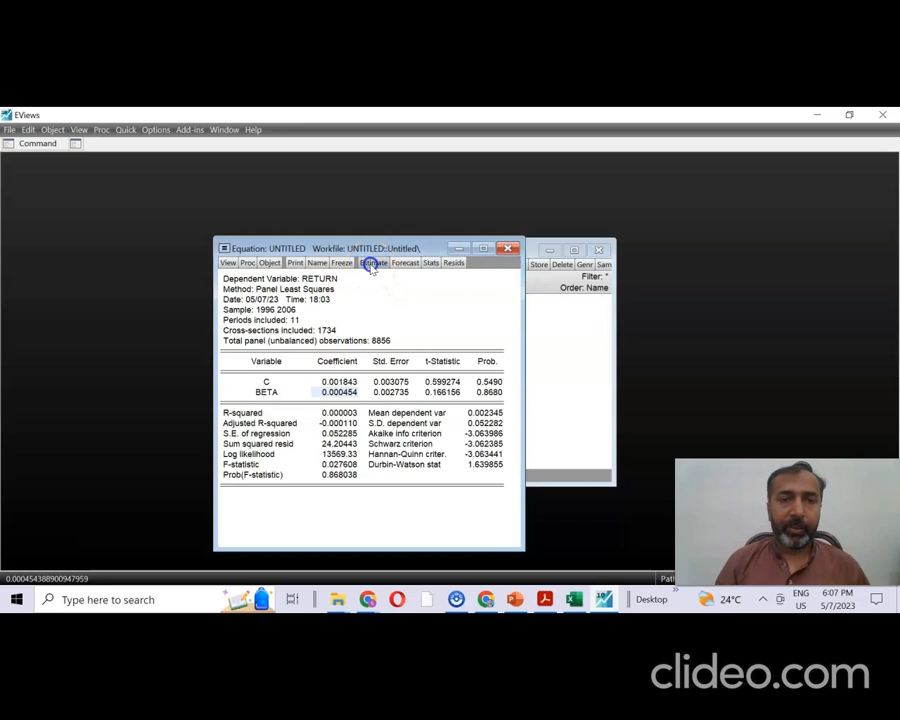 EViews
File Edit Object View Proc Quick Options Add-ins Window Help
Command
Equation: UNTITLED Workfile: UNTITLED::Untitled\
View Proc Object Print Name Freeze Estimate Forecast Stats Resids
Store Delete Genr Sam
Filter: *
Order: Name
Dependent Variable: RETURN
Method: Panel Least Squares
Date: 05/07/23 Time: 18:03
Sample: 1996 2006
Periods included: 11
Cross-sections included: 1734
Total panel (unbalanced) observations: 8856
Variable Coefficient Std. Error t-Statistic Prob.
C 0.001843 0.003075 0.599274 0.5490
BETA 0.000454 0.002735 0.166156 0.8680
R-squared 0.000003 Mean dependent var 0.002345
Adjusted R-squared -0.000110 S.D. dependent var 0.052282
S.E. of regression 0.052285 Akaike info criterion -3.063986
Sum squared resid 24.20443 Schwarz criterion -3.062385
Log likelihood 13569.33 Hannan-Quinn criter. -3.063441
F-statistic 0.027608 Durbin-Watson stat 1.639855
Prob(F-statistic) 0.868038
0.000454388900947959
Path
Type here to search
Desktop
24°C
ENG
US
6:07 PM
5/7/2023
clideo.com